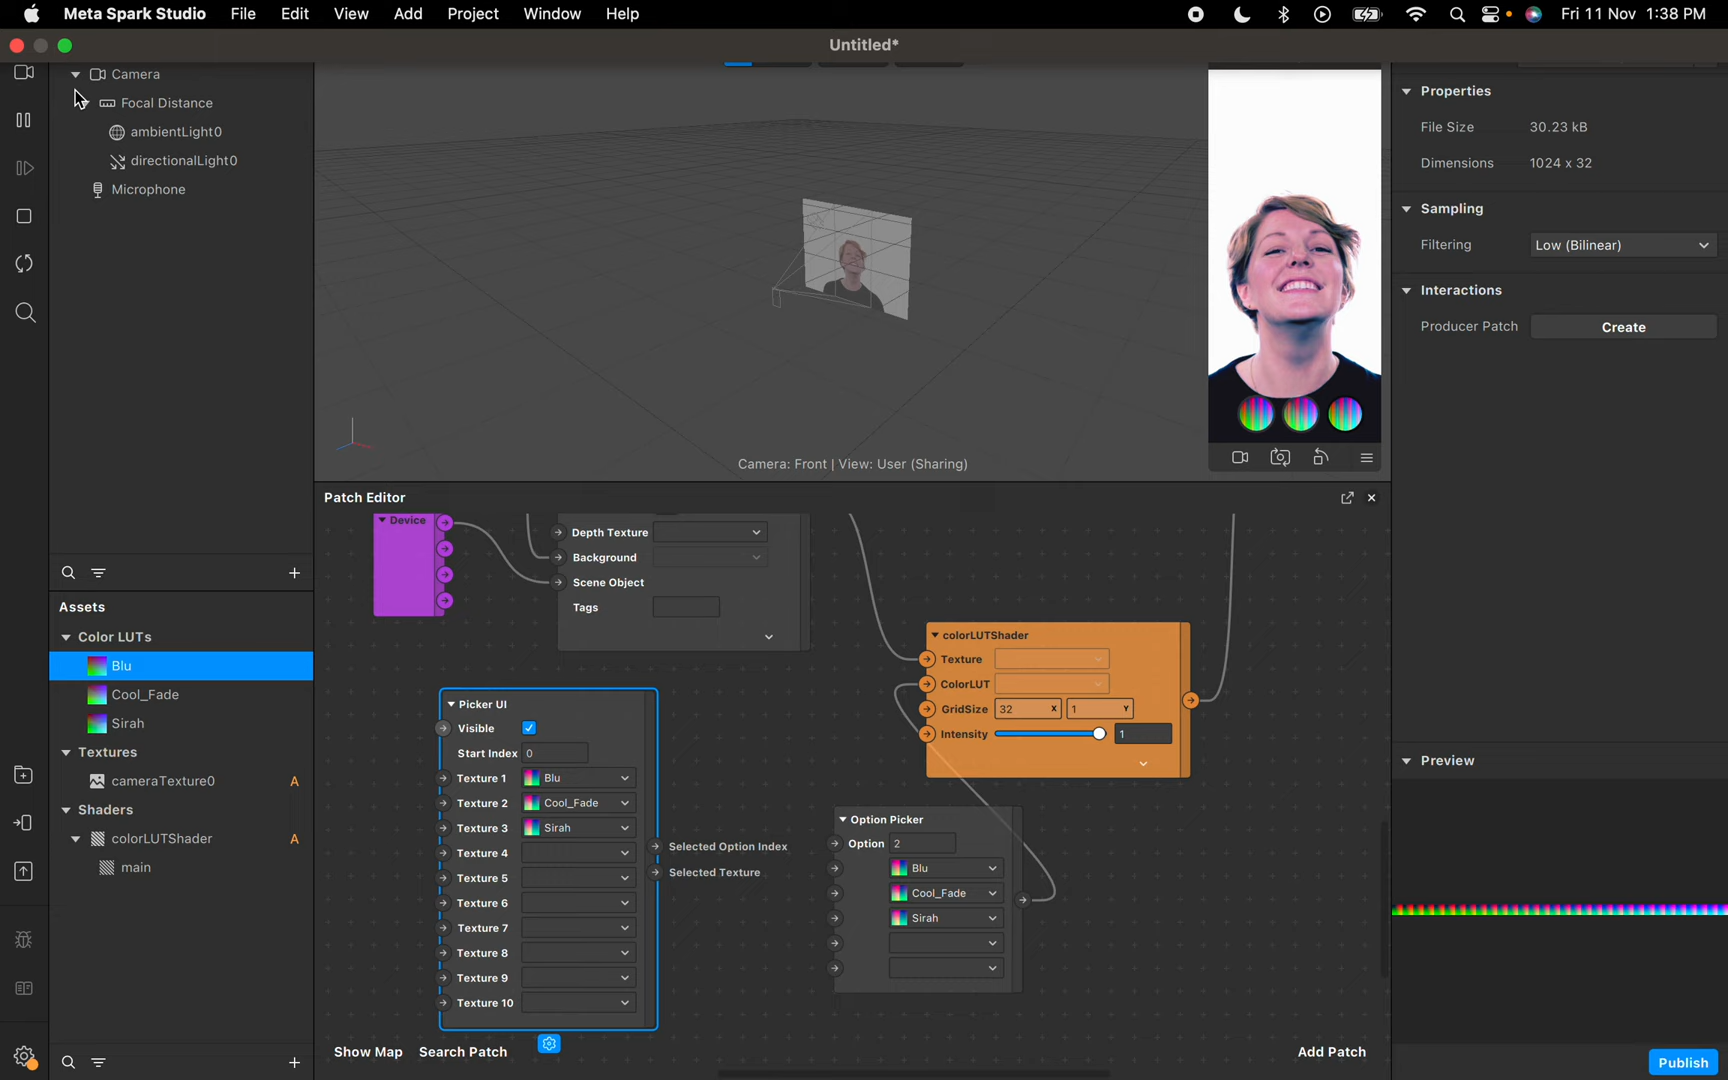 Meta Spark Studio File Edit View Add Project Window Help Fri 11 Nov 1:38 PM
Untitled*
Camera
Focal Distance
ambientLight0
directionalLight0
Microphone
Assets
Color LUTs
Blu
Cool_Fade
Sirah
Textures
cameraTexture0 A
Shaders
colorLUTShader A
main
Camera: Front | View: User (Sharing)
Patch Editor
Device
Depth Texture
Background
Scene Object
Tags
Picker UI
Visible
Start Index 0
Texture 1 Blu
Texture 2 Cool_Fade
Texture 3 Sirah
Texture 4
Texture 5
Texture 6
Texture 7
Texture 8
Texture 9
Texture 10
Selected Option Index
Selected Texture
colorLUTShader
Texture
ColorLUT
GridSize 32 X 1 Y
Intensity 1
Option Picker
Option 2
Blu
Cool_Fade
Sirah
Show Map Search Patch Add Patch
Properties
File Size 30.23 kB
Dimensions 1024 x 32
Sampling
Filtering Low (Bilinear)
Interactions
Producer Patch Create
Preview
Publish